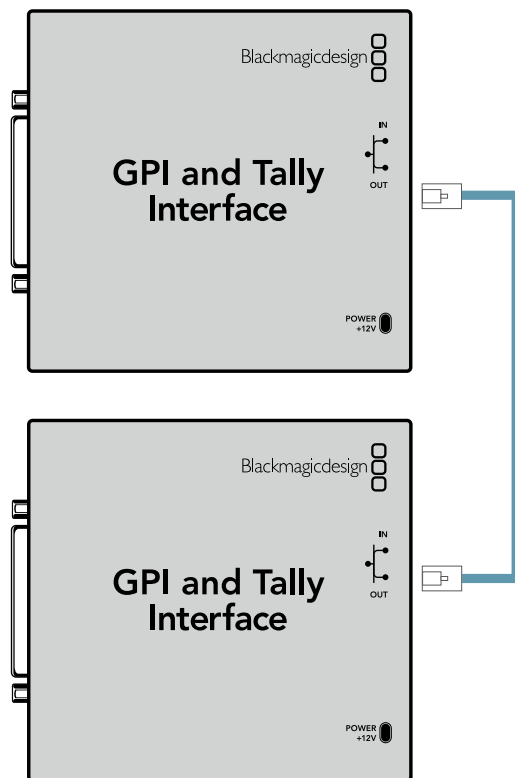 Blackmagicdesign
IN
OUT
GPI and Tally
Interface
POWER
+12V
Blackmagicdesign
IN
OUT
GPI and Tally
Interface
POWER
+12V